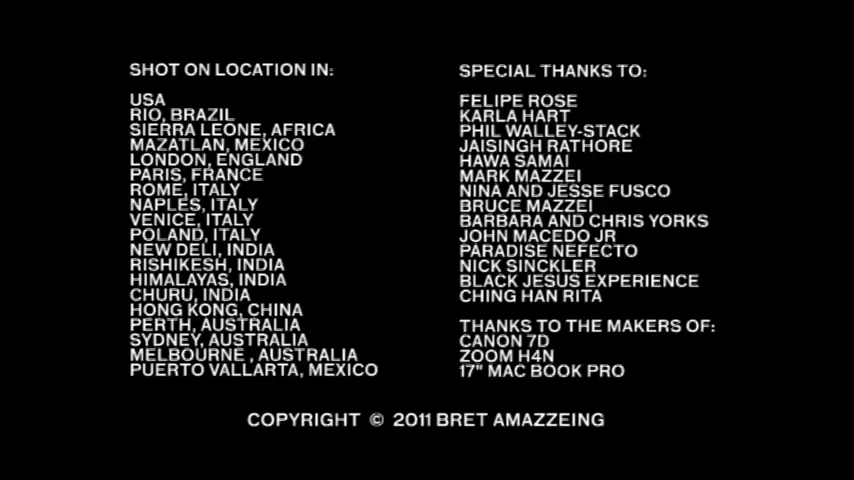 SHOT ON LOCATION IN:
USA
RIO, BRAZIL
SIERRA LEONE, AFRICA
MAZATLAN, MEXICO
LONDON, ENGLAND
PARIS, FRANCE
ROME, ITALY
NAPLES, ITALY
VENICE, ITALY
POLAND, ITALY
NEW DELI, INDIA
RISHIKESH, INDIA
HIMALAYAS, INDIA
CHURU, INDIA
HONG KONG, CHINA
PERTH, AUSTRALIA
SYDNEY, AUSTRALIA
MELBOURNE , AUSTRALIA
PUERTO VALLARTA, MEXICO
SPECIAL THANKS TO:
FELIPE ROSE
KARLA HART
PHIL WALLEY-STACK
JAISINGH RATHORE
HAWA SAMAI
MARK MAZZEI
NINA AND JESSE FUSCO
BRUCE MAZZEI
BARBARA AND CHRIS YORKS
JOHN MACEDO JR
PARADISE NEFECTO
NICK SINCKLER
BLACK JESUS EXPERIENCE
CHING HAN RITA
THANKS TO THE MAKERS OF:
CANON 7D
ZOOM H4N
17" MAC BOOK PRO
COPYRIGHT © 2011 BRET AMAZZEING